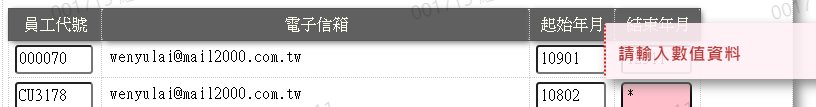 員工代號 電子信箱 起始年月 結束年月
000070 wenyulai@mail2000.com.tw 10901
請輸入數值資料
CU3178 wenyulai@mail2000.com.tw 10802 *